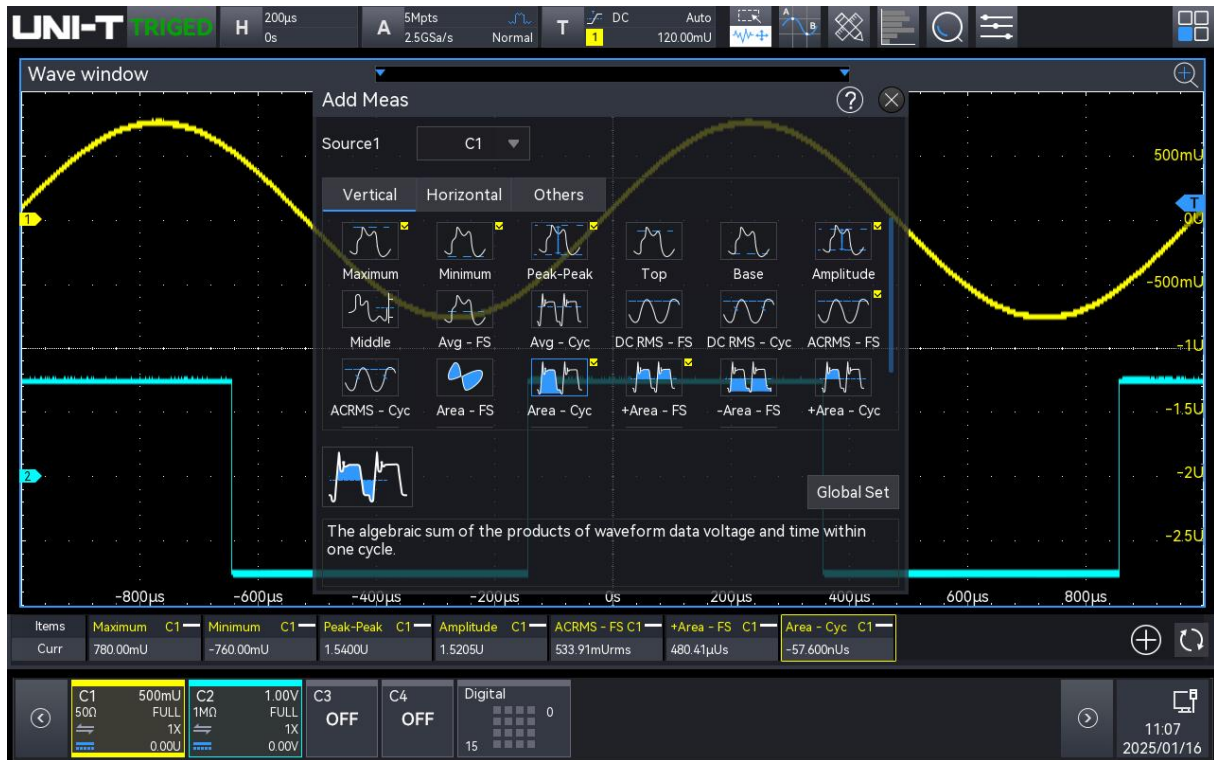 UNI-T TRIGED H 200µs 0s A 5Mpts 2.5GSa/s Normal T DC 1 Auto 120.00mU
A B
Wave window
Add Meas ?
Source1 C1
Vertical Horizontal Others
Maximum Minimum Peak-Peak Top Base Amplitude
Middle Avg - FS Avg - Cyc DC RMS - FS DC RMS - Cyc ACRMS - FS
ACRMS - Cyc Area - FS Area - Cyc +Area - FS -Area - FS +Area - Cyc
Global Set
The algebraic sum of the products of waveform data voltage and time within
one cycle.
1
2
500mU
T
0U
-500mU
-1U
-1.5U
-2U
-2.5U
-800µs -600µs -400µs -200µs 0s 200µs 400µs 600µs 800µs
Items Maximum C1 Minimum C1 Peak-Peak C1 Amplitude C1 ACRMS - FS C1 +Area - FS C1 Area - Cyc C1
Curr 780.00mU -760.00mU 1.5400U 1.5205U 533.91mUrms 480.41µUs -57.600nUs
C1 500mU
50Ω FULL
1X
0.00U
C2 1.00V
1MΩ FULL
1X
0.00V
C3
OFF
C4
OFF
Digital
0
15
11:07
2025/01/16